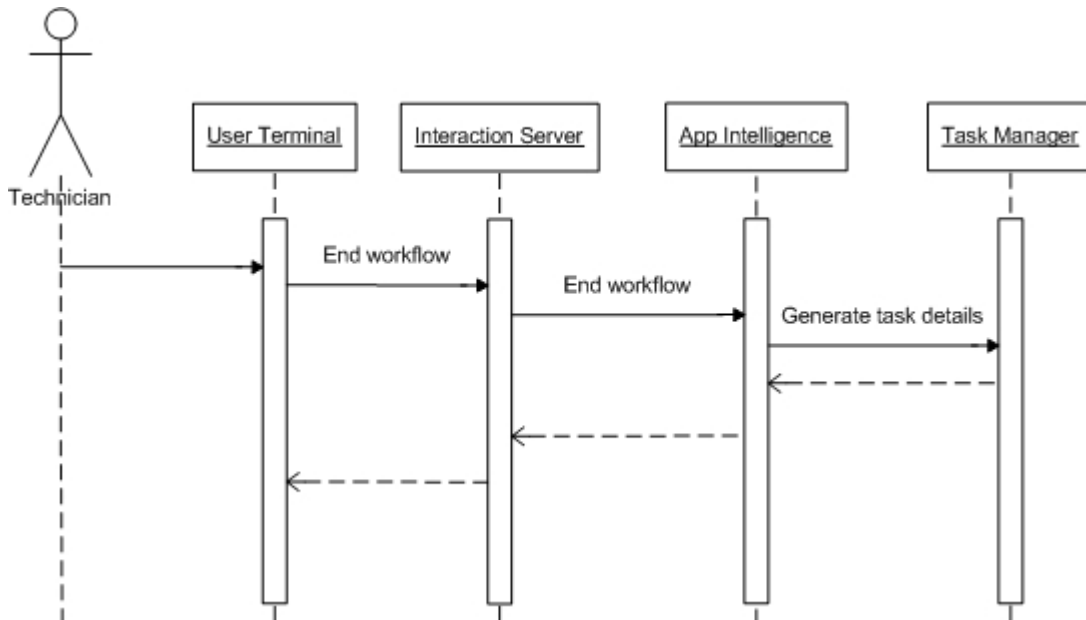 Technician
User Terminal
Interaction Server
App Intelligence
Task Manager
End workflow
End workflow
Generate task details